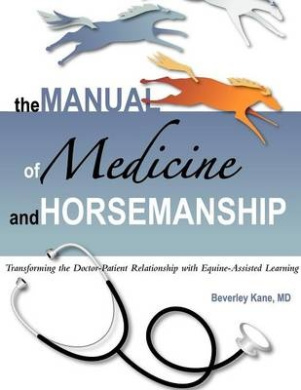 the MANUAL
of Medicine
and HORSEMANSHIP
Transforming the Doctor-Patient Relationship with Equine-Assisted Learning
Beverley Kane, MD